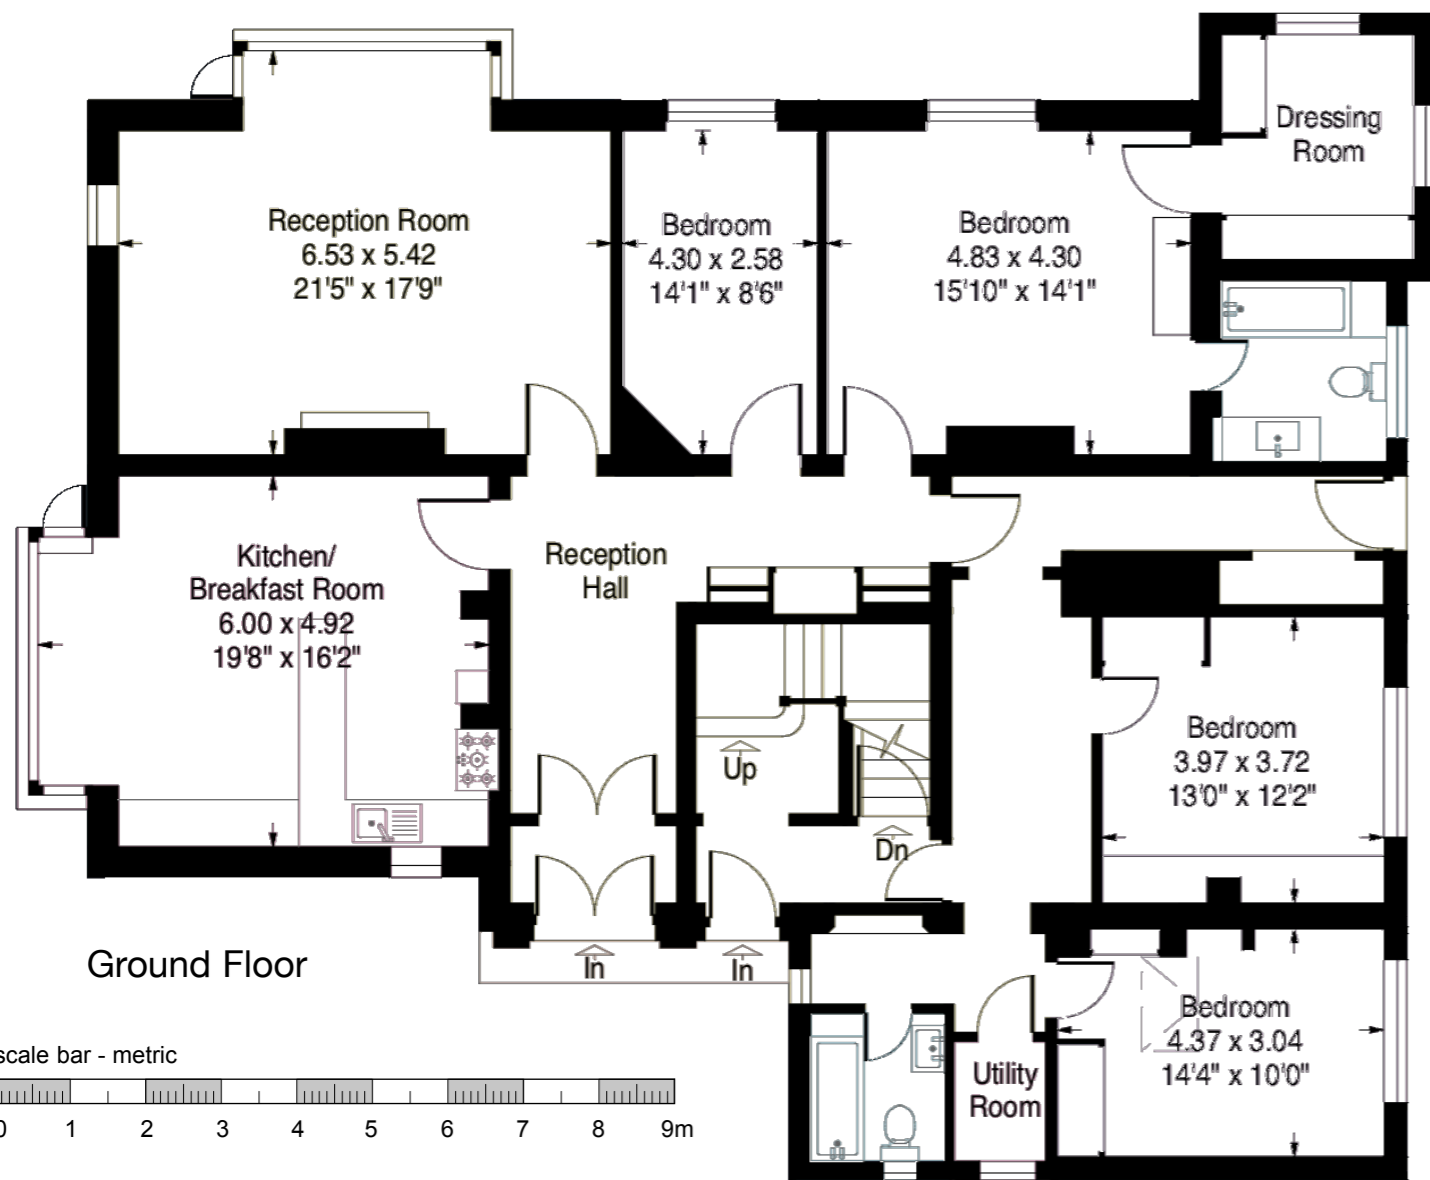 Dressing
Room
Reception Room
6.53 x 5.42
21'5" x 17'9"
Bedroom
4.30 x 2.58
14'1" x 8'6"
Bedroom
4.83 x 4.30
15'10" x 14'1"
Kitchen/
Breakfast Room
6.00 x 4.92
19'8" x 16'2"
Reception
Hall
Bedroom
3.97 x 3.72
13'0" x 12'2"
Up
Dn
In
In
Ground Floor
Bedroom
4.37 x 3.04
14'4" x 10'0"
Utility
Room
scale bar - metric
0 1 2 3 4 5 6 7 8 9m